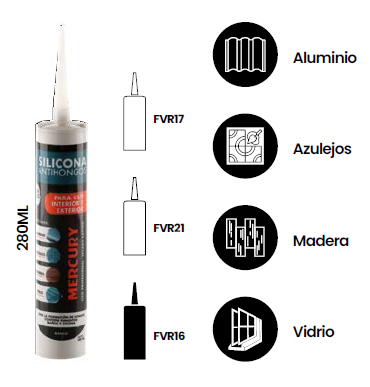 280ML
SILICONA
ANTIHONGOS
PARA USO
INTERIOR Y
EXTERIOR
MERCURY
FVR17
FVR21
FVR16
Aluminio
Azulejos
Madera
Vidrio